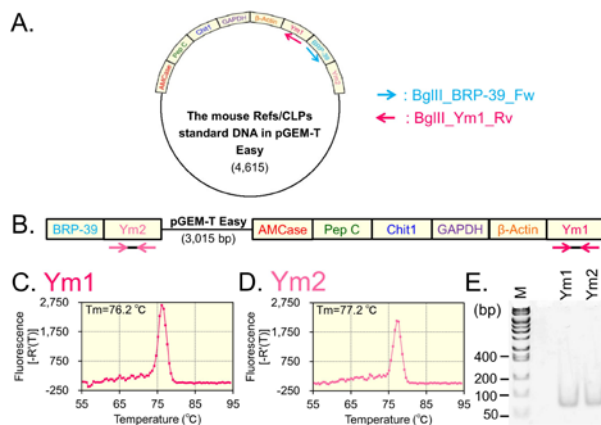 A.
AMCase
Pep C
Chit1
GAPDH
β-Actin
Ym1
BRP-39
Ym2
The mouse Refs/CLPs
standard DNA in pGEM-T
Easy
(4,615)
: BglII_BRP-39_Fw
: BglII_Ym1_Rv
B.
BRP-39 Ym2 pGEM-T Easy (3,015 bp) AMCase Pep C Chit1 GAPDH β-Actin Ym1
C. Ym1
Tm=76.2 °C
Fluorescence
[-R'(T)]
2,750
1,750
750
-250
55 65 75 85 95
Temperature (°C)
D. Ym2
Tm=77.2 °C
Fluorescence
[-R'(T)]
2,750
1,750
750
-250
55 65 75 85 95
Temperature (°C)
E.
M Ym1 Ym2
(bp)
400
200
100
50